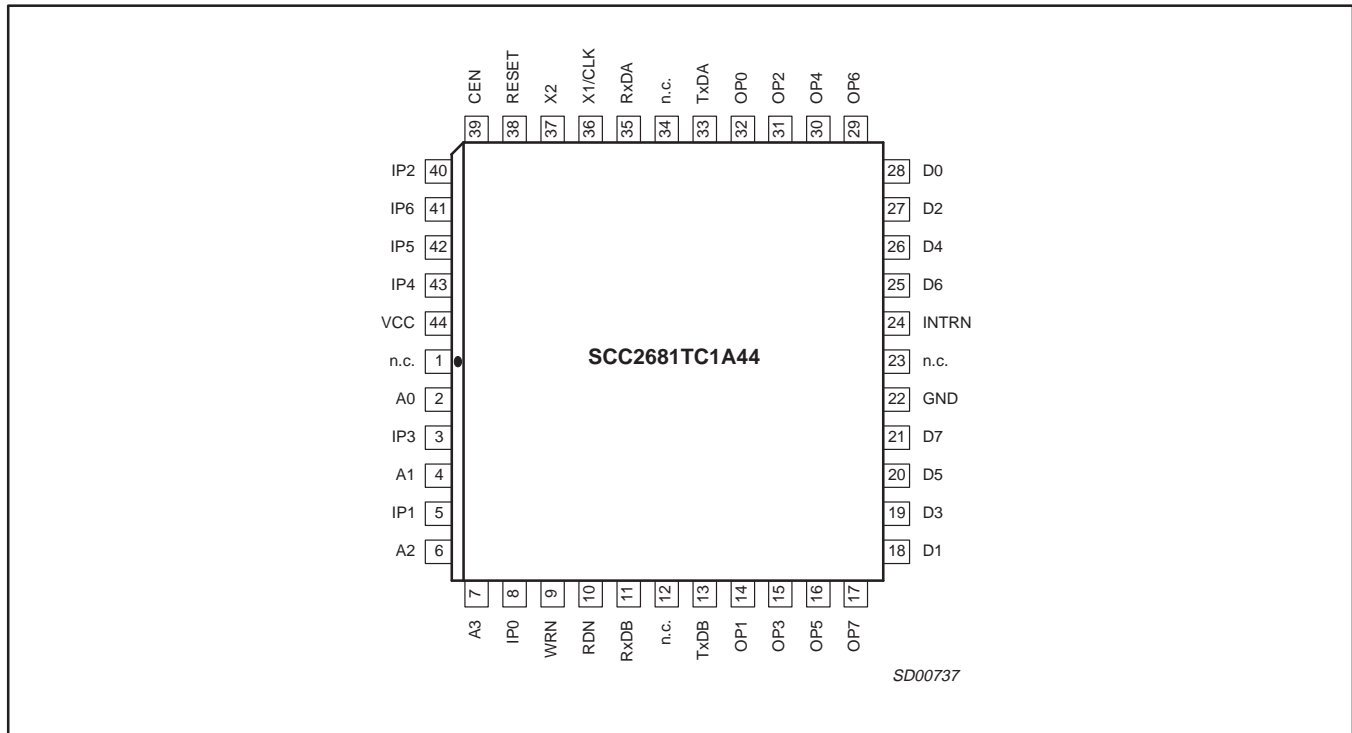 CEN
RESET
X2
X1/CLK
RxDA
n.c.
TxDA
OP0
OP2
OP4
OP6
39
38
37
36
35
34
33
32
31
30
29
IP2 40
IP6 41
IP5 42
IP4 43
VCC 44
n.c. 1
A0 2
IP3 3
A1 4
IP1 5
A2 6
SCC2681TC1A44
28 D0
27 D2
26 D4
25 D6
24 INTRN
23 n.c.
22 GND
21 D7
20 D5
19 D3
18 D1
7
8
9
10
11
12
13
14
15
16
17
A3
IP0
WRN
RDN
RxDB
n.c.
TxDB
OP1
OP3
OP5
OP7
SD00737